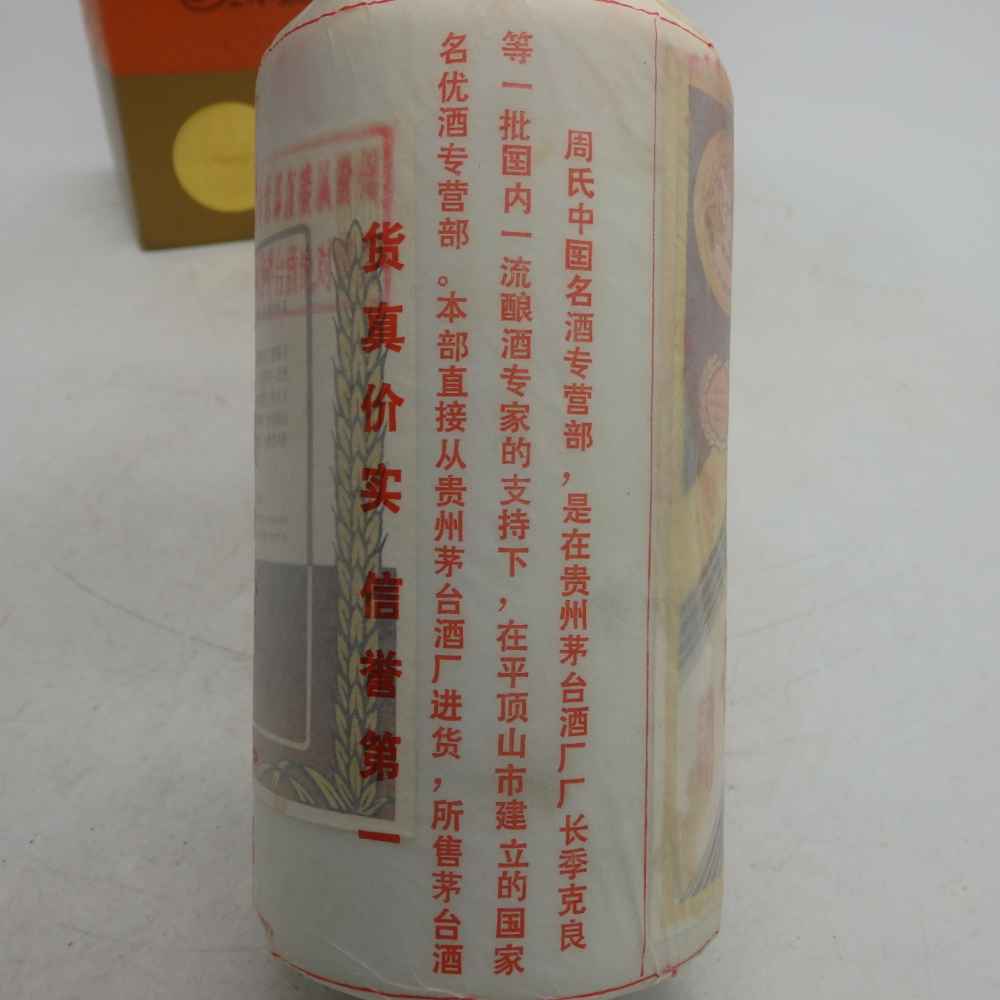 周氏中国名酒专营部,是在贵州茅台酒厂厂长季克良
等一批国内一流酿酒专家的支持下,在平顶山市建立的国家
名优酒专营部。本部直接从贵州茅台酒厂进货,所售茅台酒
货真价实信誉第一